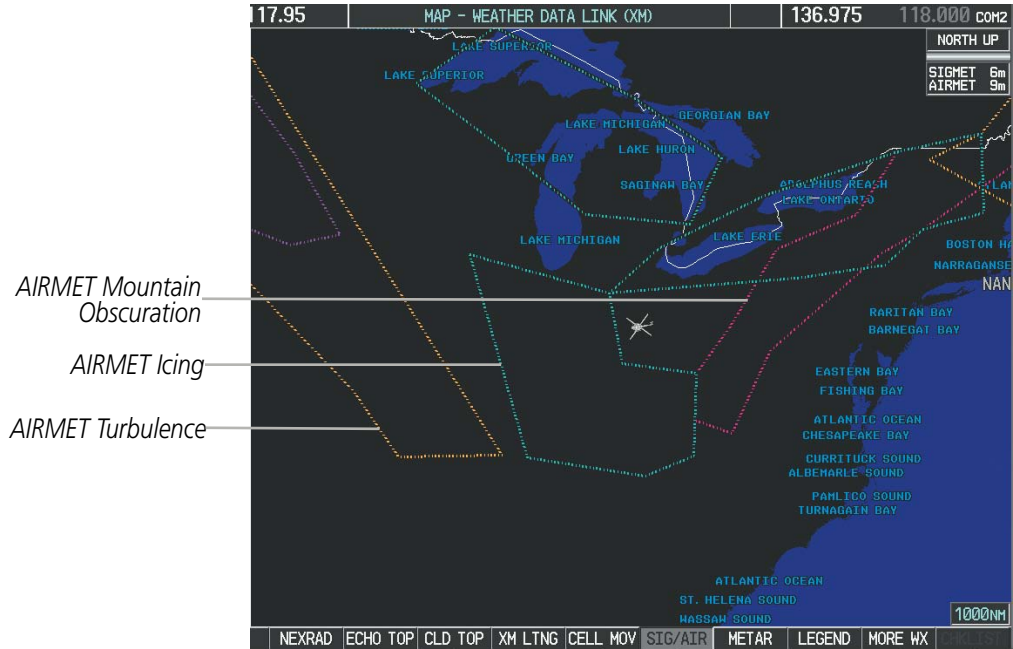 117.95 MAP - WEATHER DATA LINK (XM) 136.975 118.000 COM2
NORTH UP
SIGMET 6m
AIRMET 9m
LAKE SUPERIOR
LAKE SUPERIOR
GEORGIAN BAY
LAKE MICHIGAN
LAKE HURON
GREEN BAY
SAGINAW BAY
ADOLPHUS REACH
LAKE ONTARIO
LAKE ERIE
LAKE MICHIGAN
BOSTON HA
NARRAGANSE
NAN
AIRMET Mountain
Obscuration
RARITAN BAY
BARNEGAT BAY
AIRMET Icing
EASTERN BAY
FISHING BAY
AIRMET Turbulence
ATLANTIC OCEAN
CHESAPEAKE BAY
CURRITUCK SOUND
ALBEMARLE SOUND
PAMLICO SOUND
TURNAGAIN BAY
ATLANTIC OCEAN
ST. HELENA SOUND
WASSAW SOUND
1000NM
NEXRAD ECHO TOP CLD TOP XM LTNG CELL MOV SIG/AIR METAR LEGEND MORE WX CHKLIST